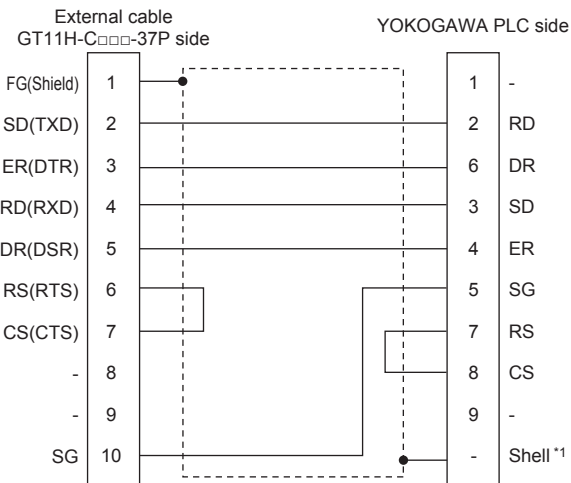 External cable
GT11H-C□□□-37P side
YOKOGAWA PLC side
FG(Shield) 1 1 -
SD(TXD) 2 2 RD
ER(DTR) 3 6 DR
RD(RXD) 4 3 SD
DR(DSR) 5 4 ER
RS(RTS) 6 5 SG
CS(CTS) 7 7 RS
- 8 8 CS
- 9 9 -
SG 10 - Shell *1